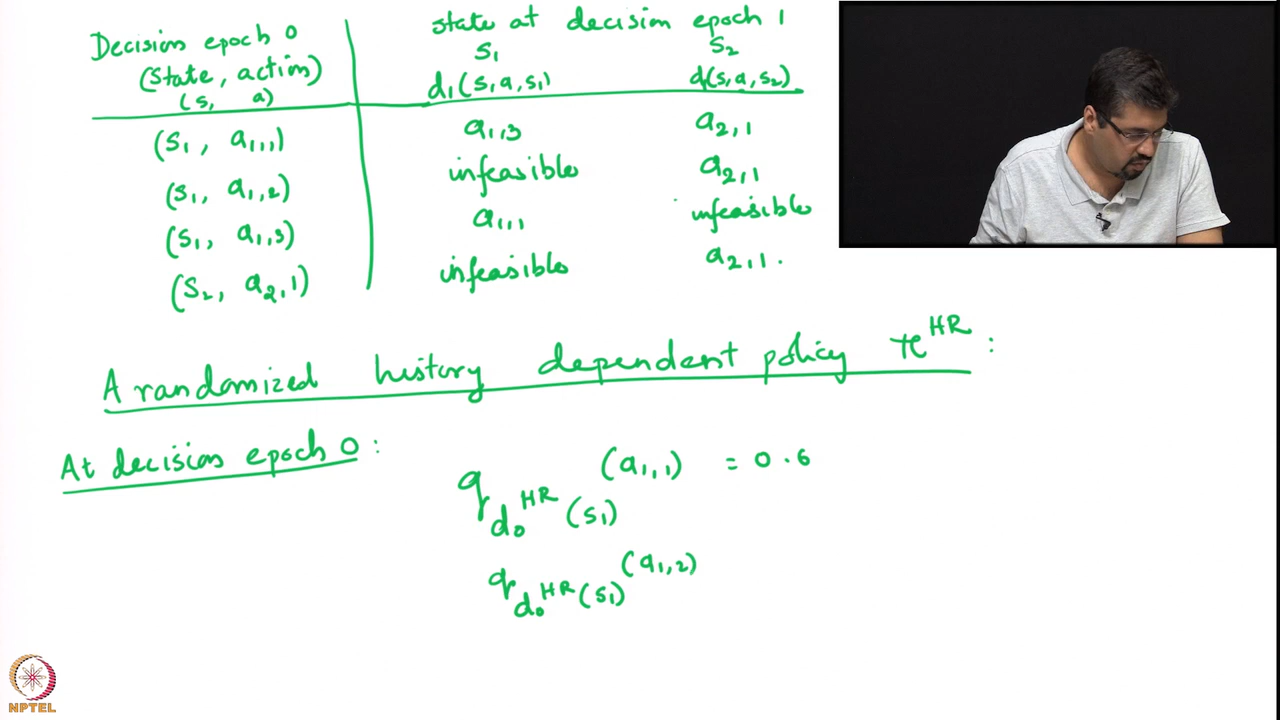 Decision epoch 0 state at decision epoch 1
(state, action) s₁ s₂
(s, a) d₁(s,a,s₁) d₁(s,a,s₂)
(s₁, a₁,₁) a₁,₃ a₂,₁
(s₁, a₁,₂) infeasible a₂,₁
(s₁, a₁,₃) a₁,₁ infeasible
(s₂, a₂,₁) infeasible a₂,₁.
A randomized history dependent policy π^HR :
At decision epoch 0 :
q_{d₀^HR(s₁)}(a₁,₁) = 0.6
q_{d₀^HR(s₁)}(a₁,₂)
NPTEL